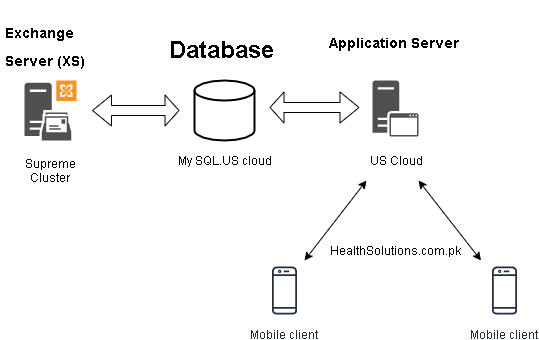 Exchange
Server (XS)
Database
Application Server
Supreme
Cluster
My SQL.US cloud
US Cloud
HealthSolutions.com.pk
Mobile client
Mobile client